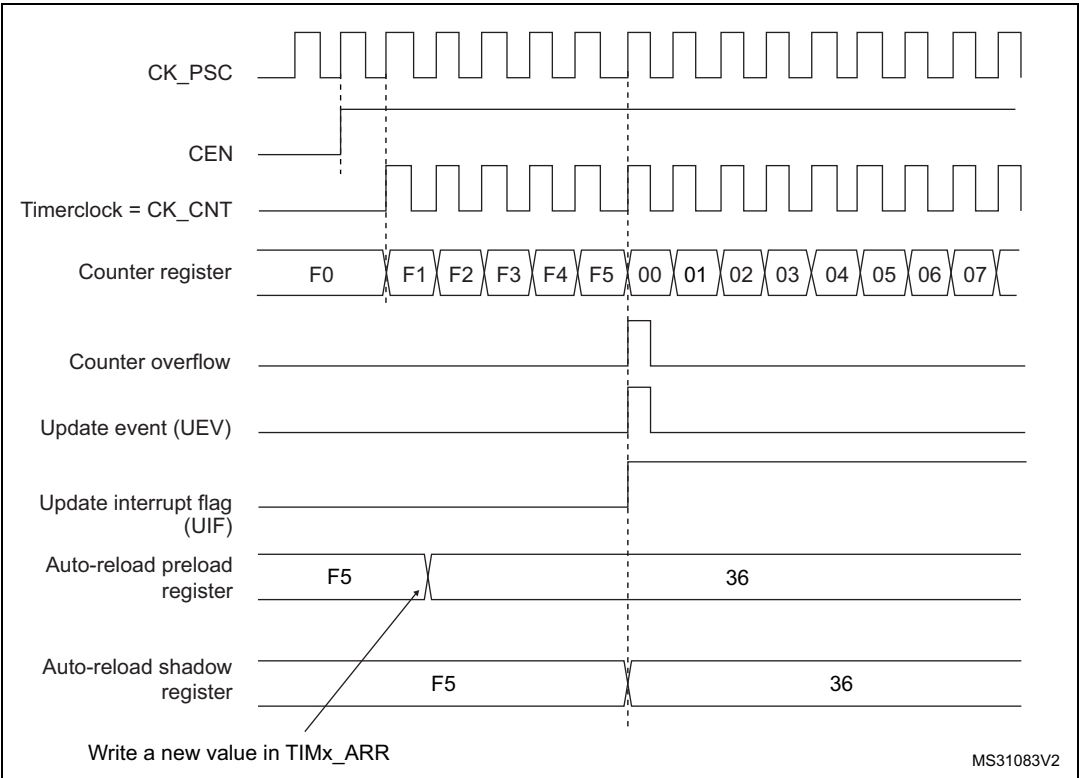 CK_PSC
CEN
Timerclock = CK_CNT
Counter register
F0 F1 F2 F3 F4 F5 00 01 02 03 04 05 06 07
Counter overflow
Update event (UEV)
Update interrupt flag
(UIF)
Auto-reload preload
register
F5 36
Auto-reload shadow
register
F5 36
Write a new value in TIMx_ARR
MS31083V2